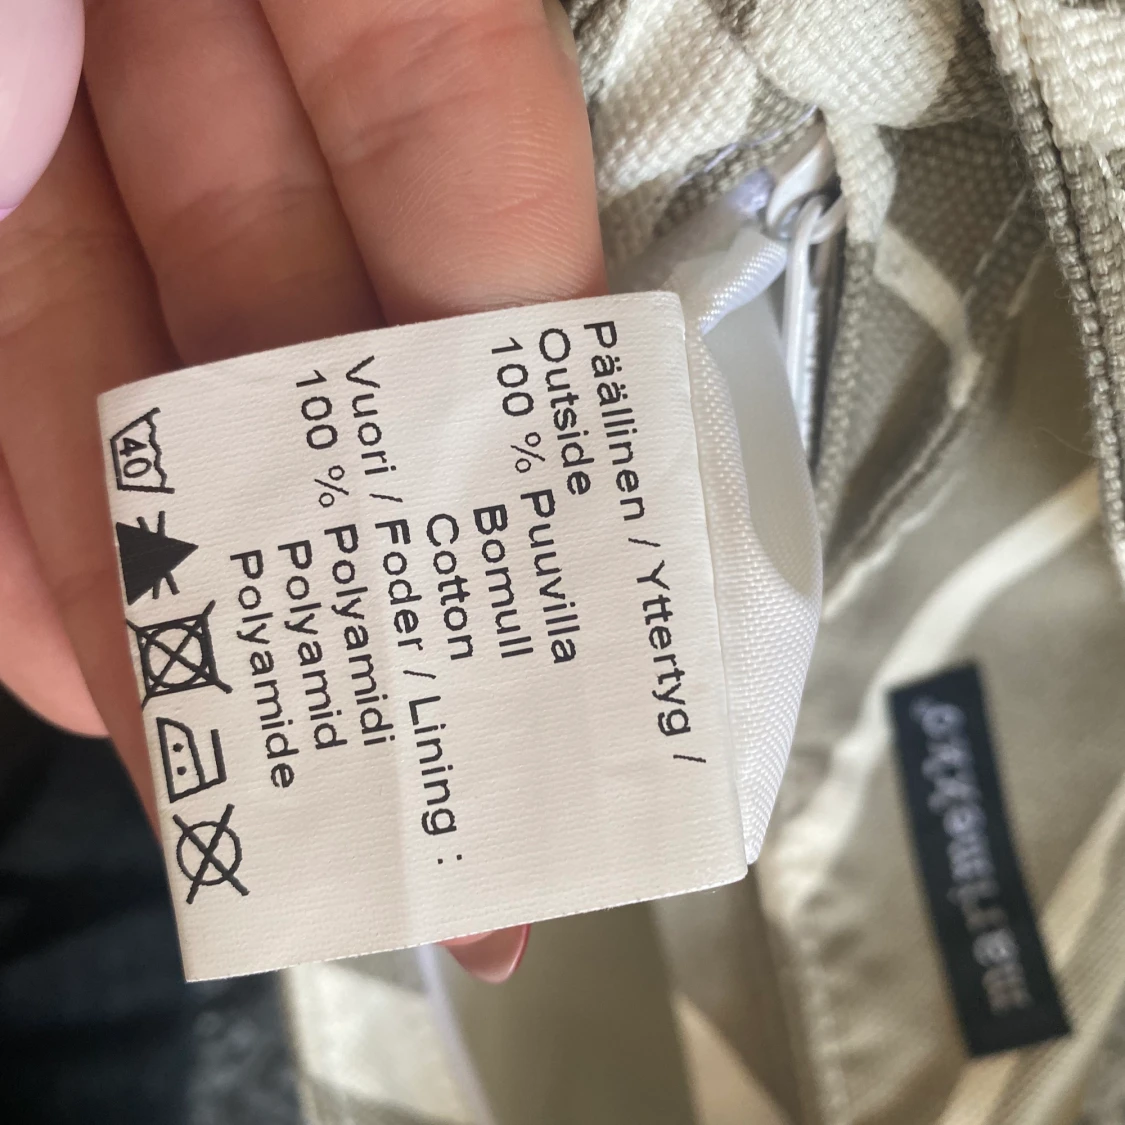 Päällinen / Yttertyg /
Outside
100 % Puuvilla
Bomull
Cotton
Vuori / Foder / Lining :
100 % Polyamidi
Polyamid
Polyamide
40